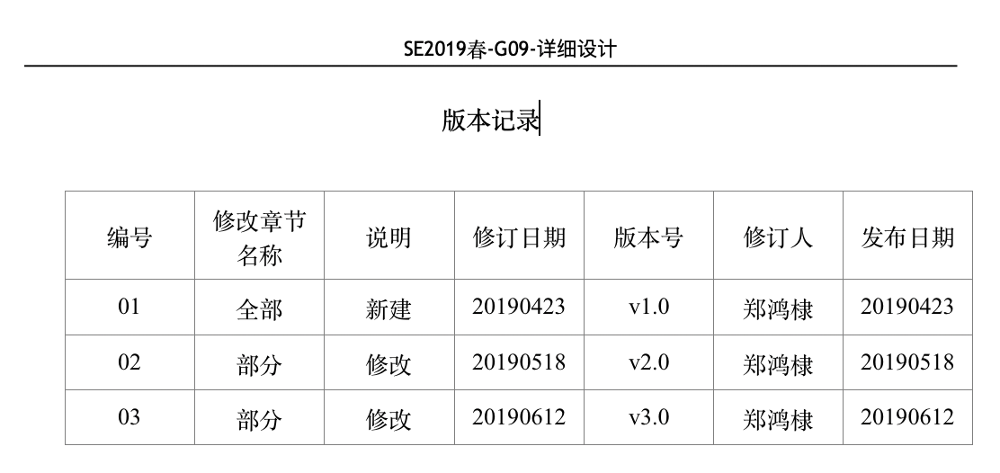 SE2019春-G09-详细设计
版本记录
编号 修改章节名称 说明 修订日期 版本号 修订人 发布日期
01 全部 新建 20190423 v1.0 郑鸿棣 20190423
02 部分 修改 20190518 v2.0 郑鸿棣 20190518
03 部分 修改 20190612 v3.0 郑鸿棣 20190612